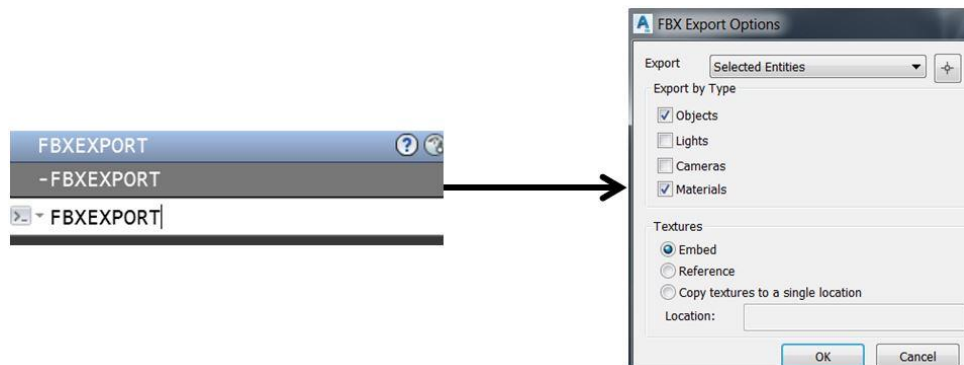 FBXEXPORT
-FBXEXPORT
FBXEXPORT
FBX Export Options
Export Selected Entities
Export by Type
Objects
Lights
Cameras
Materials
Textures
Embed
Reference
Copy textures to a single location
Location:
OK Cancel